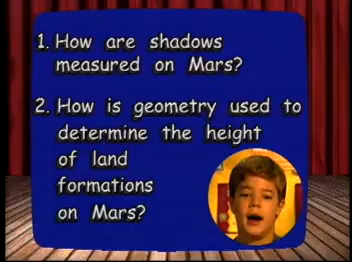 1. How are shadows
measured on Mars?
2. How is geometry used to
determine the height
of land
formations
on Mars?